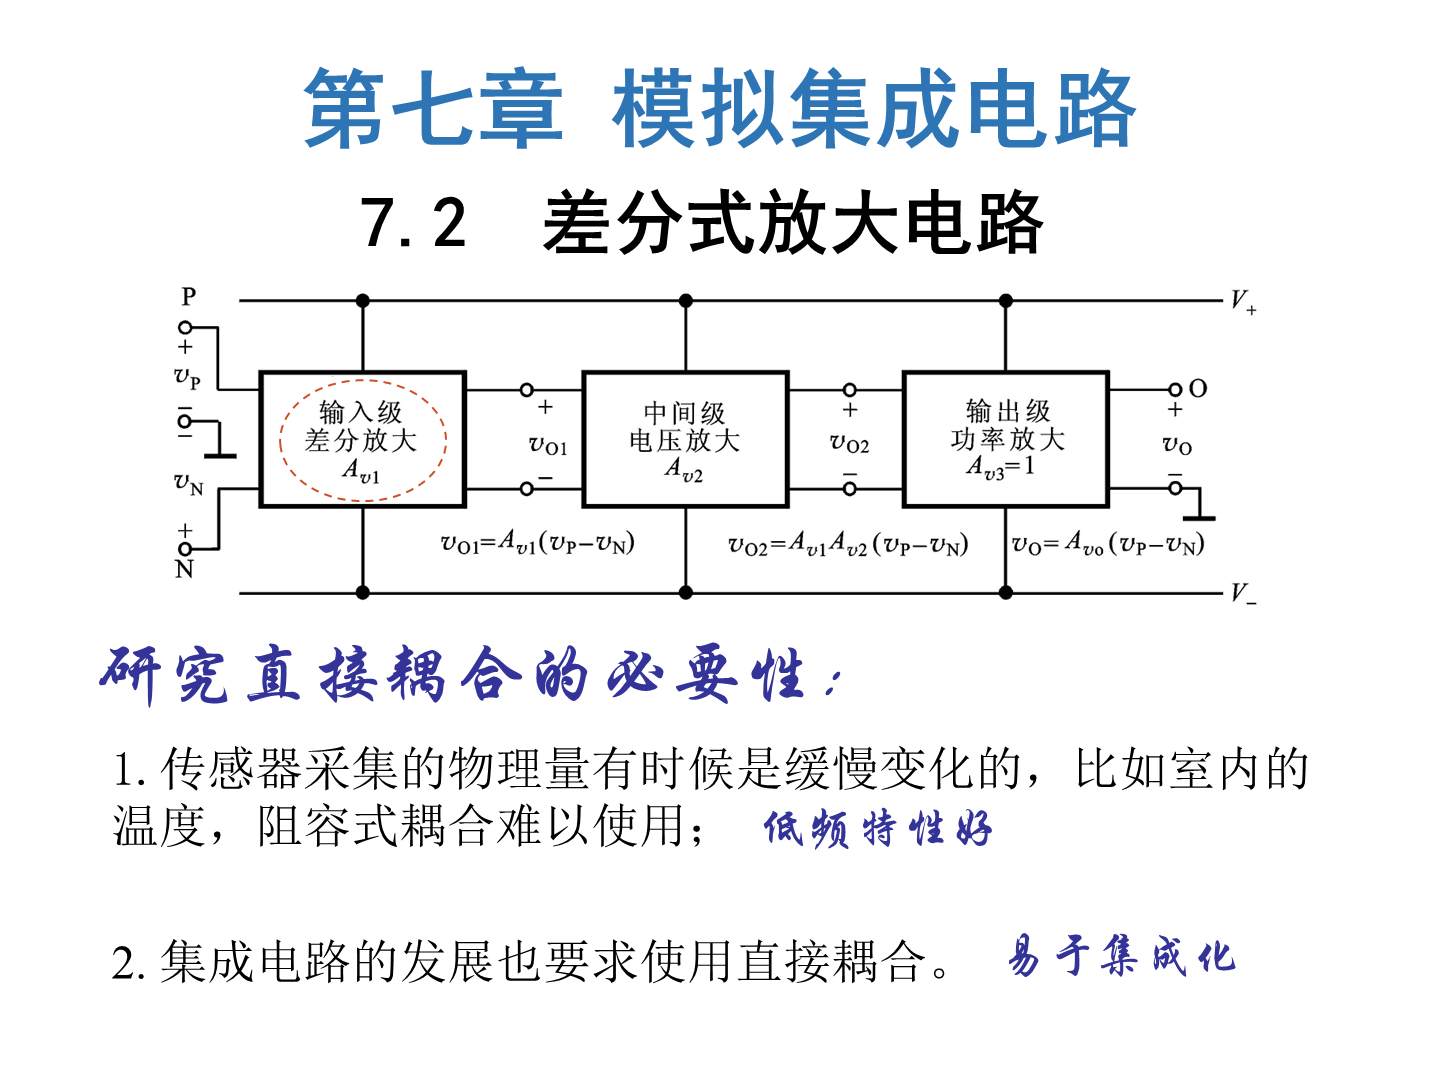 第七章 模拟集成电路
7.2 差分式放大电路
P
V+
+
vP
−
−
vN
+
N
输入级
差分放大
Av1
+
vO1
−
中间级
电压放大
Av2
+
vO2
−
输出级
功率放大
Av3=1
O
+
vO
−
vO1=Av1(vP−vN)
vO2=Av1Av2(vP−vN)
vO=Avo(vP−vN)
V−
研究直接耦合的必要性：
1. 传感器采集的物理量有时候是缓慢变化的，比如室内的
温度，阻容式耦合难以使用； 低频特性好
2. 集成电路的发展也要求使用直接耦合。 易于集成化